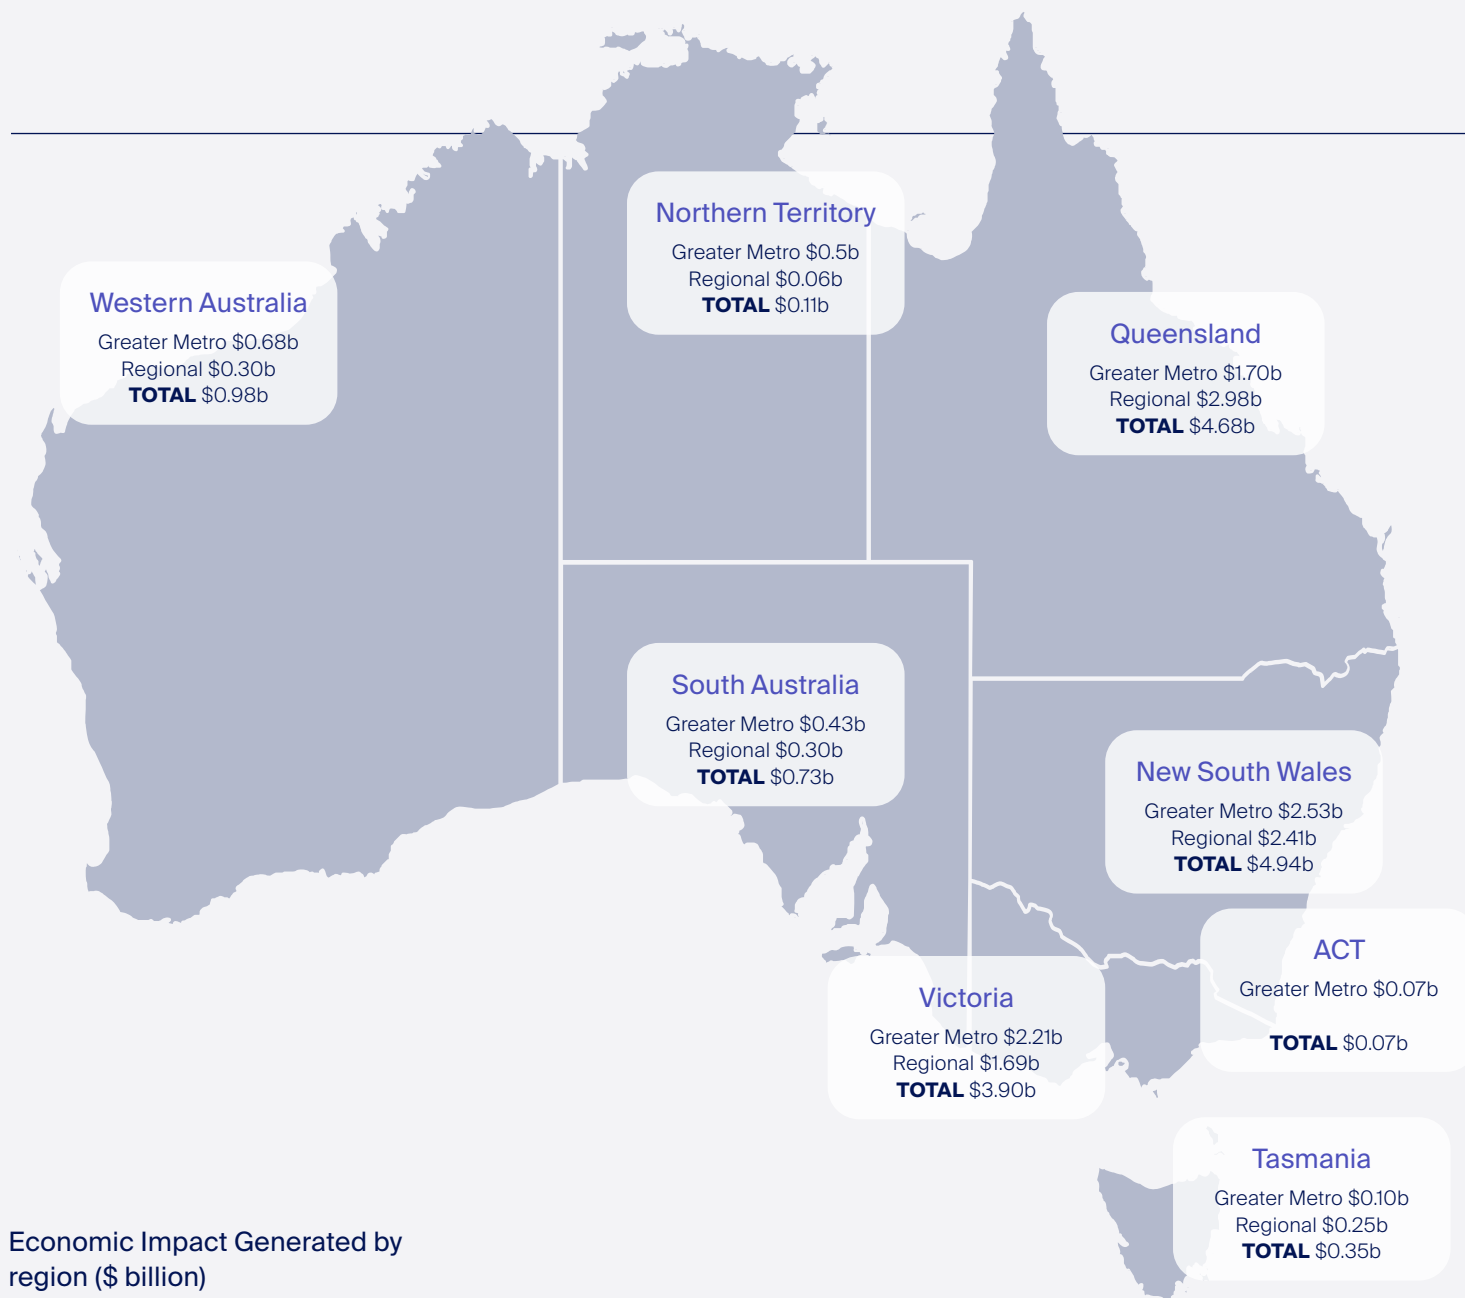 Northern Territory
Greater Metro $0.5b
Regional $0.06b
TOTAL $0.11b
Western Australia
Greater Metro $0.68b
Regional $0.30b
TOTAL $0.98b
Queensland
Greater Metro $1.70b
Regional $2.98b
TOTAL $4.68b
South Australia
Greater Metro $0.43b
Regional $0.30b
TOTAL $0.73b
New South Wales
Greater Metro $2.53b
Regional $2.41b
TOTAL $4.94b
ACT
Greater Metro $0.07b
TOTAL $0.07b
Victoria
Greater Metro $2.21b
Regional $1.69b
TOTAL $3.90b
Tasmania
Greater Metro $0.10b
Regional $0.25b
TOTAL $0.35b
Economic Impact Generated by
region ($ billion)